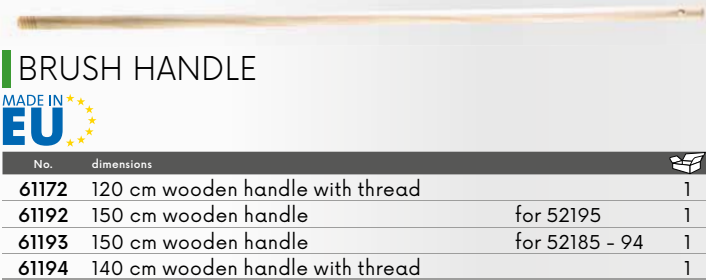 BRUSH HANDLE
MADE IN
EU
No. dimensions
61172 120 cm wooden handle with thread 1
61192 150 cm wooden handle for 52195 1
61193 150 cm wooden handle for 52185 - 94 1
61194 140 cm wooden handle with thread 1